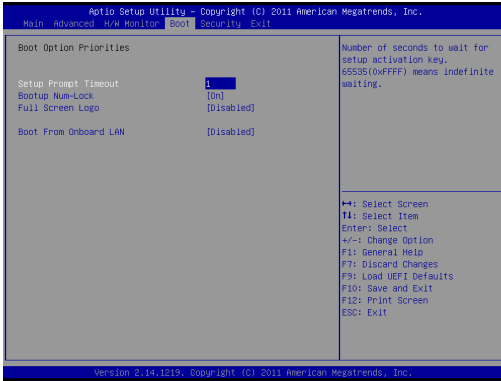 Aptio Setup Utility – Copyright (C) 2011 American Megatrends, Inc.
Main Advanced H/W Monitor Boot Security Exit
Boot Option Priorities
Setup Prompt Timeout 1
Bootup Num-Lock [On]
Full Screen Logo [Disabled]
Boot From Onboard LAN [Disabled]
Number of seconds to wait for
setup activation key.
65535(0xFFFF) means indefinite
waiting.
↔: Select Screen
↑↓: Select Item
Enter: Select
+/-: Change Option
F1: General Help
F7: Discard Changes
F9: Load UEFI Defaults
F10: Save and Exit
F12: Print Screen
ESC: Exit
Version 2.14.1219. Copyright (C) 2011 American Megatrends, Inc.